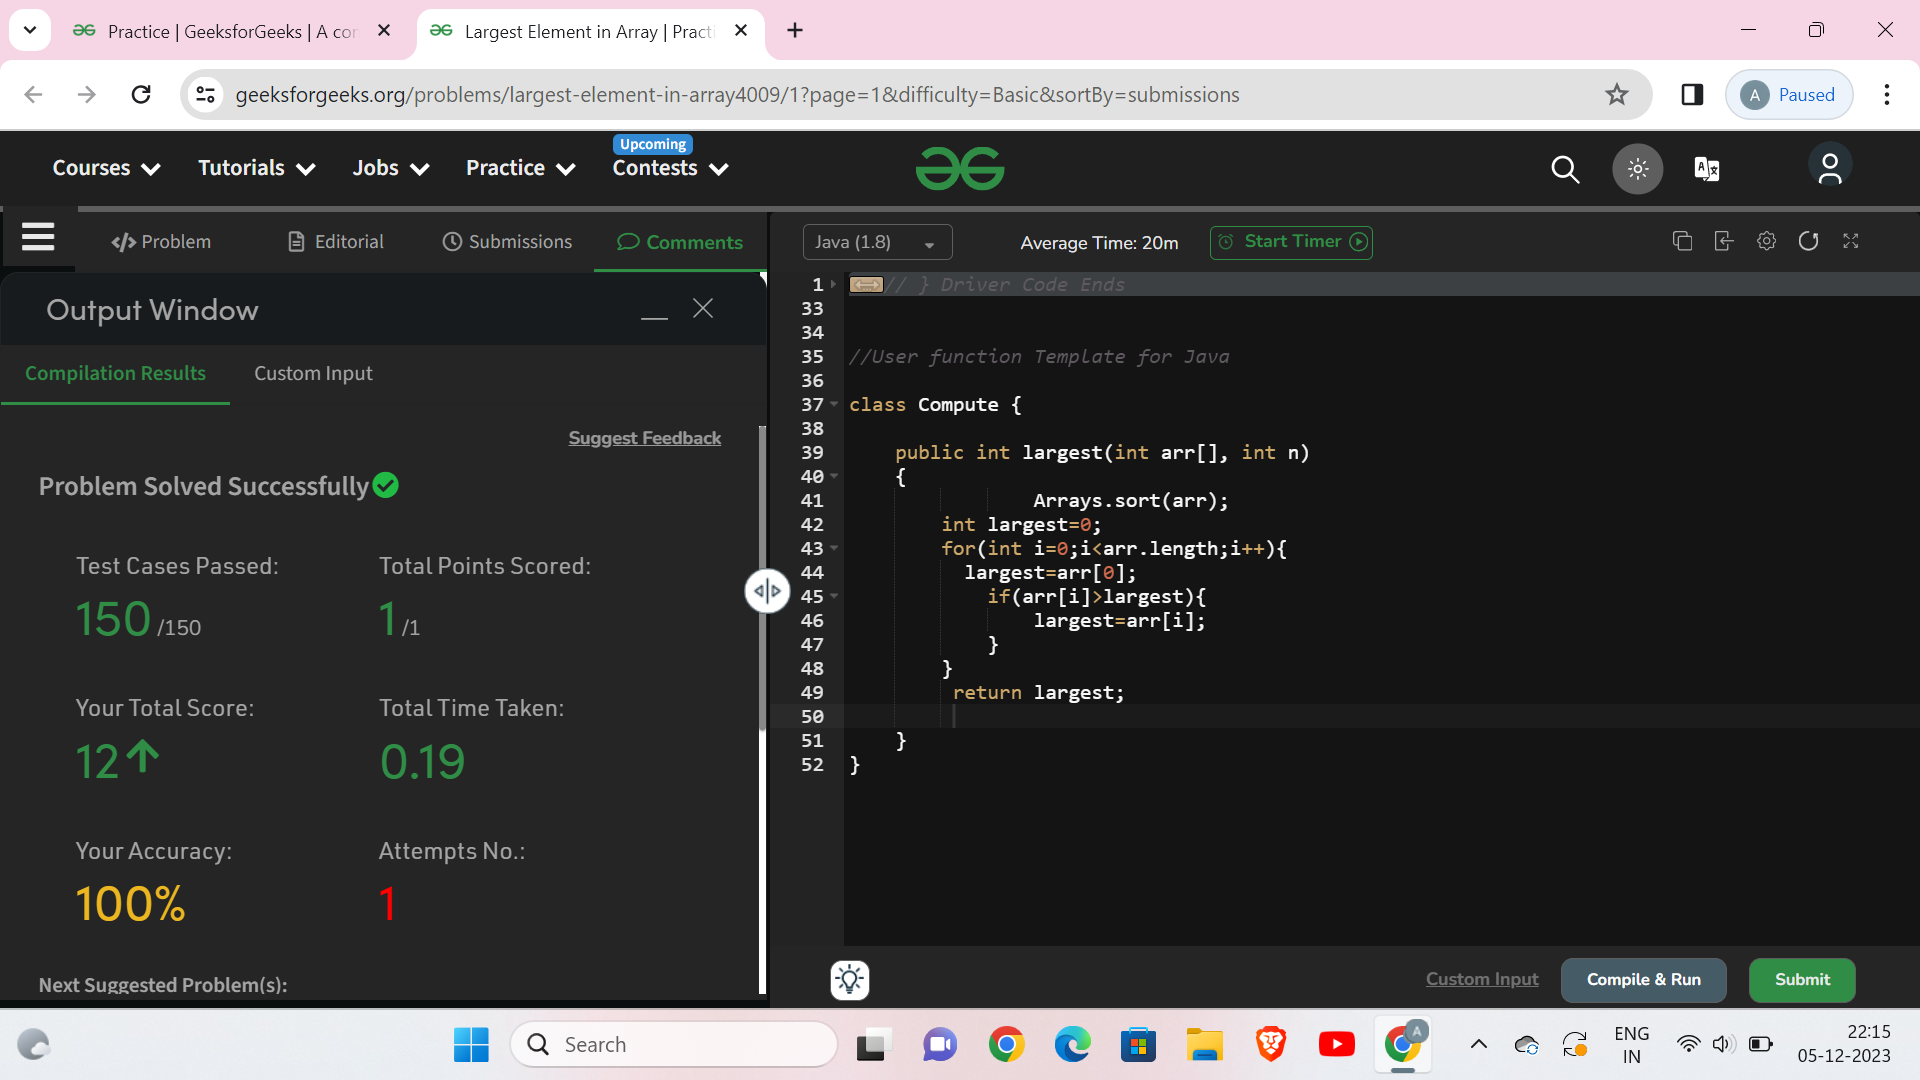 Practice | GeeksforGeeks | A co
Largest Element in Array | Pract
geeksforgeeks.org/problems/largest-element-in-array4009/1?page=1&difficulty=Basic&sortBy=submissions
A Paused
Courses Tutorials Jobs Practice Upcoming Contests
Problem Editorial Submissions Comments
Java (1.8) Average Time: 20m Start Timer
Output Window
Compilation Results Custom Input
Suggest Feedback
Problem Solved Successfully
Test Cases Passed: Total Points Scored:
150 /150 1 /1
Your Total Score: Total Time Taken:
12 0.19
Your Accuracy: Attempts No.:
100% 1
Next Suggested Problem(s):
1 // } Driver Code Ends
33
34
35 //User function Template for Java
36
37 class Compute {
38
39 public int largest(int arr[], int n)
40 {
41 Arrays.sort(arr);
42 int largest=0;
43 for(int i=0;i<arr.length;i++){
44 largest=arr[0];
45 if(arr[i]>largest){
46 largest=arr[i];
47 }
48 }
49 return largest;
50
51 }
52 }
Custom Input Compile & Run Submit
Search
A
ENG
IN
22:15
05-12-2023